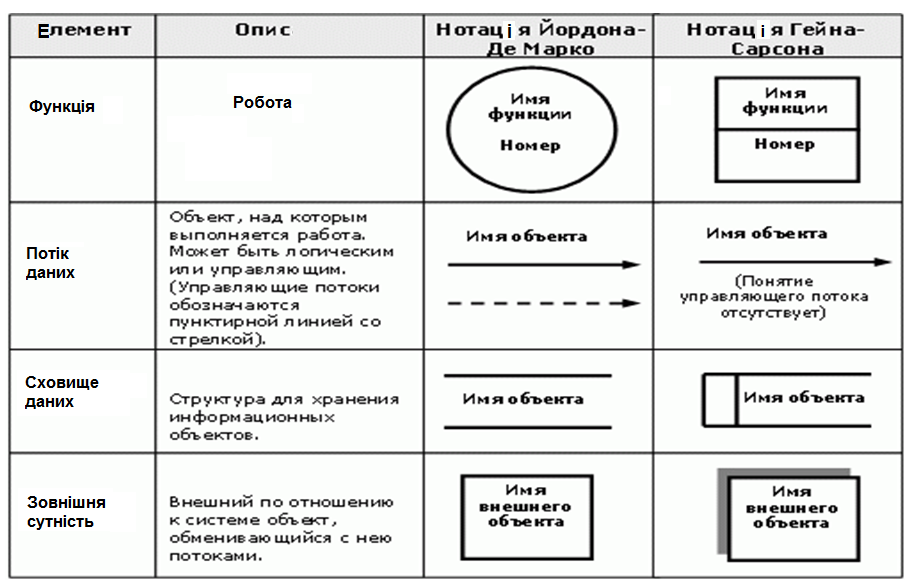 Елемент
Опис
Нотація Йордона-
Де Марко
Нотація Гейна-
Сарсона
Функція
Робота
Имя
функции
Номер
Имя
функции
Номер
Потік
даних
Объект, над которым
выполняется работа.
Может быть логическим
или управляющим.
(Управляющие потоки
обозначаются
пунктирной линией со
стрелкой).
Имя объекта
Имя объекта
(Понятие
управляющего потока
отсутствует)
Сховище
даних
Структура для хранения
информационных
объектов.
Имя объекта
Имя объекта
Зовнішня
сутність
Внешний по отношению
к системе объект,
обменивающийся с нею
потоками.
Имя
внешнего
объекта
Имя
внешнего
объекта